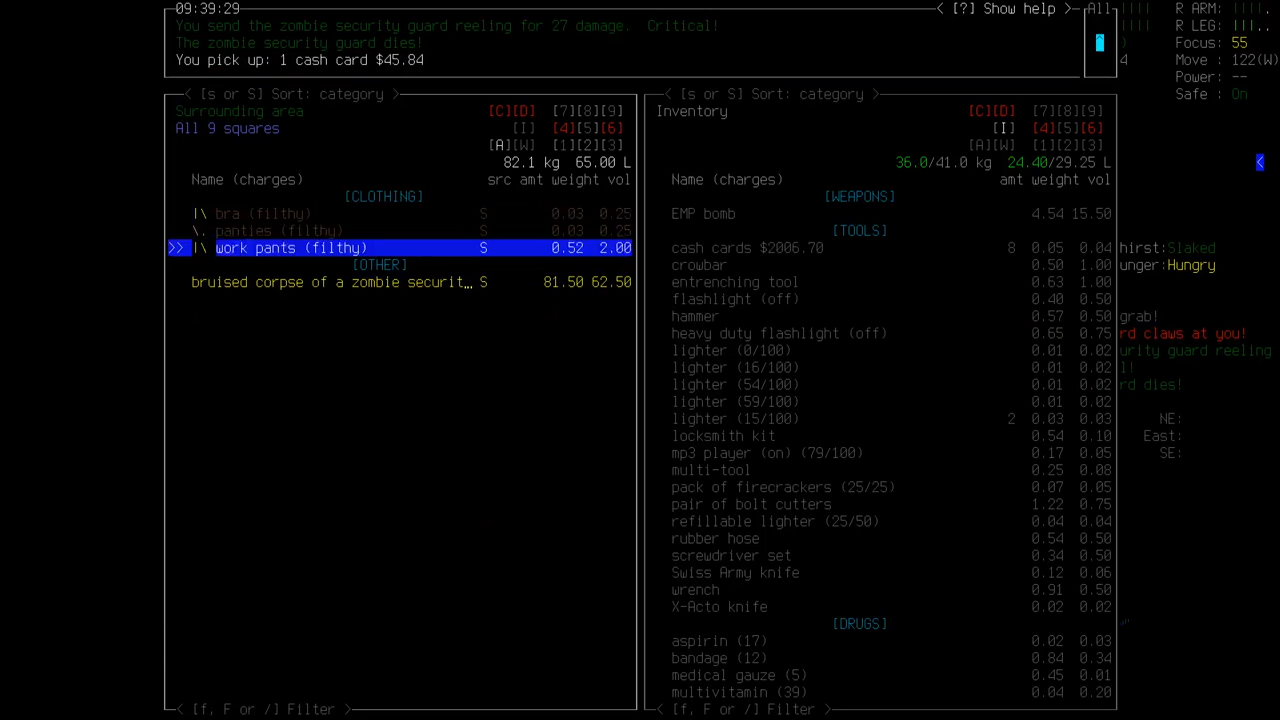 09:39:29 < [?] Show help > All R ARM: ||||..
You send the zombie security guard reeling for 27 damage. Critical! R LEG: |||..
The zombie security guard dies! ^ ) Focus: 55
You pick up: 1 cash card $45.84 4 Move : 122(W)
Power: --
Safe : On
< [s or S] Sort: category > < [s or S] Sort: category >
Surrounding area [C][D] [7][8][9] Inventory [C][D] [7][8][9]
All 9 squares [I] [4][5][6] [I] [4][5][6]
[A][W] [1][2][3] [A][W] [1][2][3]
82.1 kg 65.00 L 36.0/41.0 kg 24.40/29.25 L <
Name (charges) src amt weight vol Name (charges) amt weight vol
[CLOTHING] [WEAPONS]
|\ bra (filthy) S 0.03 0.25 EMP bomb 4.54 15.50
\. panties (filthy) S 0.03 0.25 [TOOLS]
>> |\ work pants (filthy) S 0.52 2.00 cash cards $2006.70 8 0.05 0.04 hirst:Slaked
[OTHER] crowbar 0.50 1.00 unger:Hungry
bruised corpse of a zombie securit… S 81.50 62.50 entrenching tool 0.63 1.00
flashlight (off) 0.40 0.50
hammer 0.57 0.50 grab!
heavy duty flashlight (off) 0.65 0.75 rd claws at you!
lighter (0/100) 0.01 0.02 urity guard reeling
lighter (16/100) 0.01 0.02 l!
lighter (54/100) 0.01 0.02 rd dies!
lighter (59/100) 0.01 0.02
lighter (15/100) 2 0.03 0.03 NE:
locksmith kit 0.54 0.10 East:
mp3 player (on) (79/100) 0.17 0.05 SE:
multi-tool 0.25 0.08
pack of firecrackers (25/25) 0.07 0.05
pair of bolt cutters 1.22 0.75
refillable lighter (25/50) 0.04 0.04
rubber hose 0.54 0.50
screwdriver set 0.34 0.50
Swiss Army knife 0.12 0.06
wrench 0.91 0.50
X-Acto knife 0.02 0.02
[DRUGS]
aspirin (17) 0.02 0.03
bandage (12) 0.84 0.34
medical gauze (5) 0.45 0.01
multivitamin (39) 0.04 0.20
< [f, F or /] Filter > < [f, F or /] Filter >